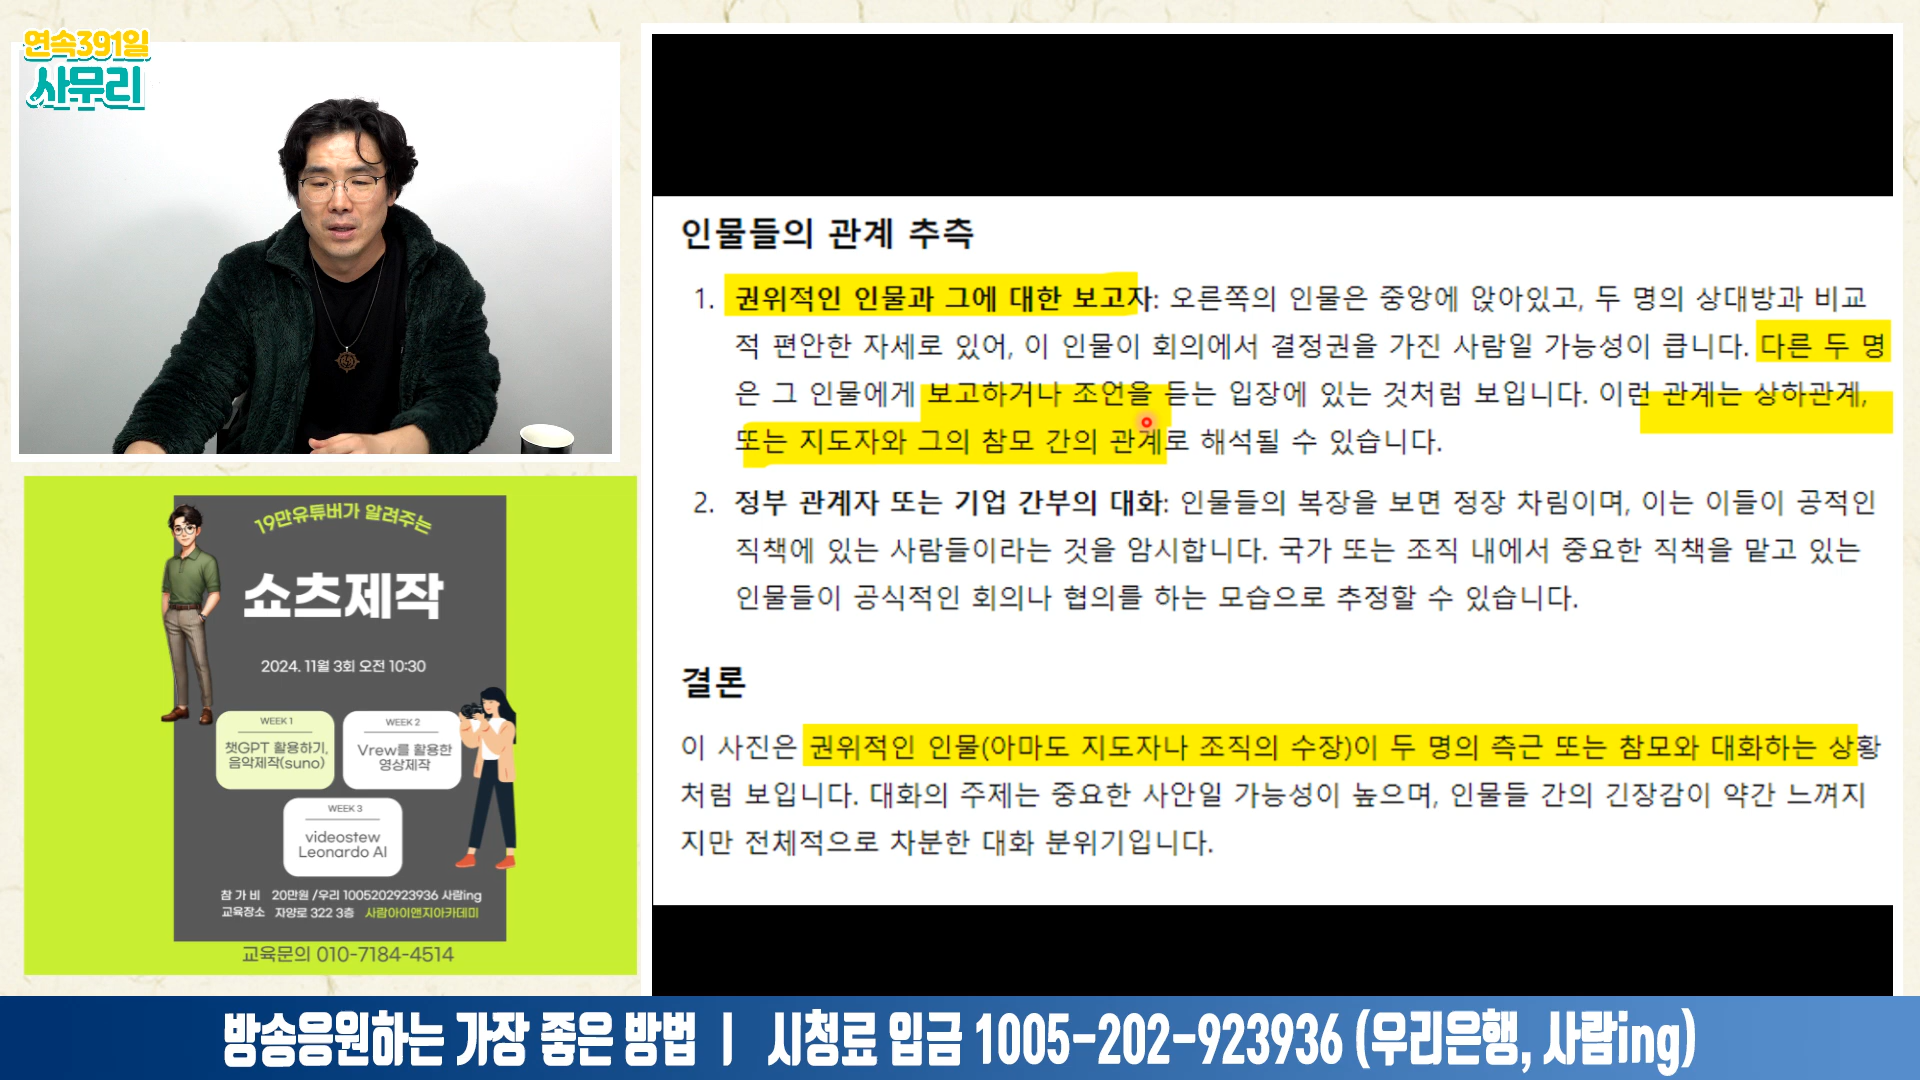 연속391일
사무리
인물들의 관계 추측
1. 권위적인 인물과 그에 대한 보고자: 오른쪽의 인물은 중앙에 앉아있고, 두 명의 상대방과 비교
적 편안한 자세로 있어, 이 인물이 회의에서 결정권을 가진 사람일 가능성이 큽니다. 다른 두 명
은 그 인물에게 보고하거나 조언을 듣는 입장에 있는 것처럼 보입니다. 이런 관계는 상하관계,
또는 지도자와 그의 참모 간의 관계로 해석될 수 있습니다.
2. 정부 관계자 또는 기업 간부의 대화: 인물들의 복장을 보면 정장 차림이며, 이는 이들이 공적인
직책에 있는 사람들이라는 것을 암시합니다. 국가 또는 조직 내에서 중요한 직책을 맡고 있는
인물들이 공식적인 회의나 협의를 하는 모습으로 추정할 수 있습니다.
결론
이 사진은 권위적인 인물(아마도 지도자나 조직의 수장)이 두 명의 측근 또는 참모와 대화하는 상황
처럼 보입니다. 대화의 주제는 중요한 사안일 가능성이 높으며, 인물들 간의 긴장감이 약간 느껴지
지만 전체적으로 차분한 대화 분위기입니다.
19만유튜버가 알려주는
쇼츠제작
2024. 11월 3회 오전 10:30
WEEK 1
챗GPT 활용하기,
음악제작(suno)
WEEK 2
Vrew를 활용한
영상제작
WEEK 3
videostew
Leonardo AI
참 가 비 20만원 /우리 1005202923936 사람ing
교육장소 자양로 322 3층 사람아이앤지아카데미
교육문의 010-7184-4514
방송응원하는 가장 좋은 방법 | 시청료 입금 1005-202-923936 (우리은행, 사람ing)